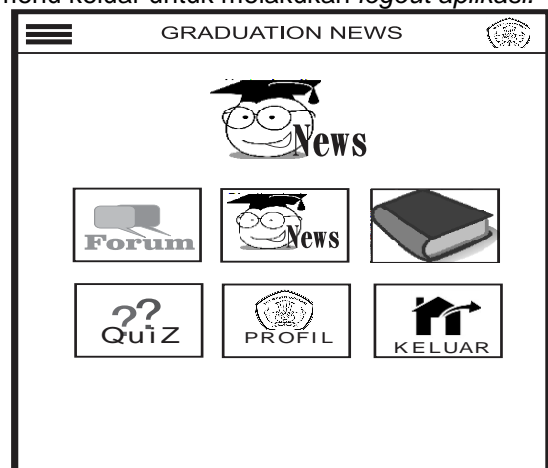 menu keluar untuk melakukan logout aplikasi.
GRADUATION NEWS
News
Forum
News
??
QuiZ
PROFIL
KELUAR